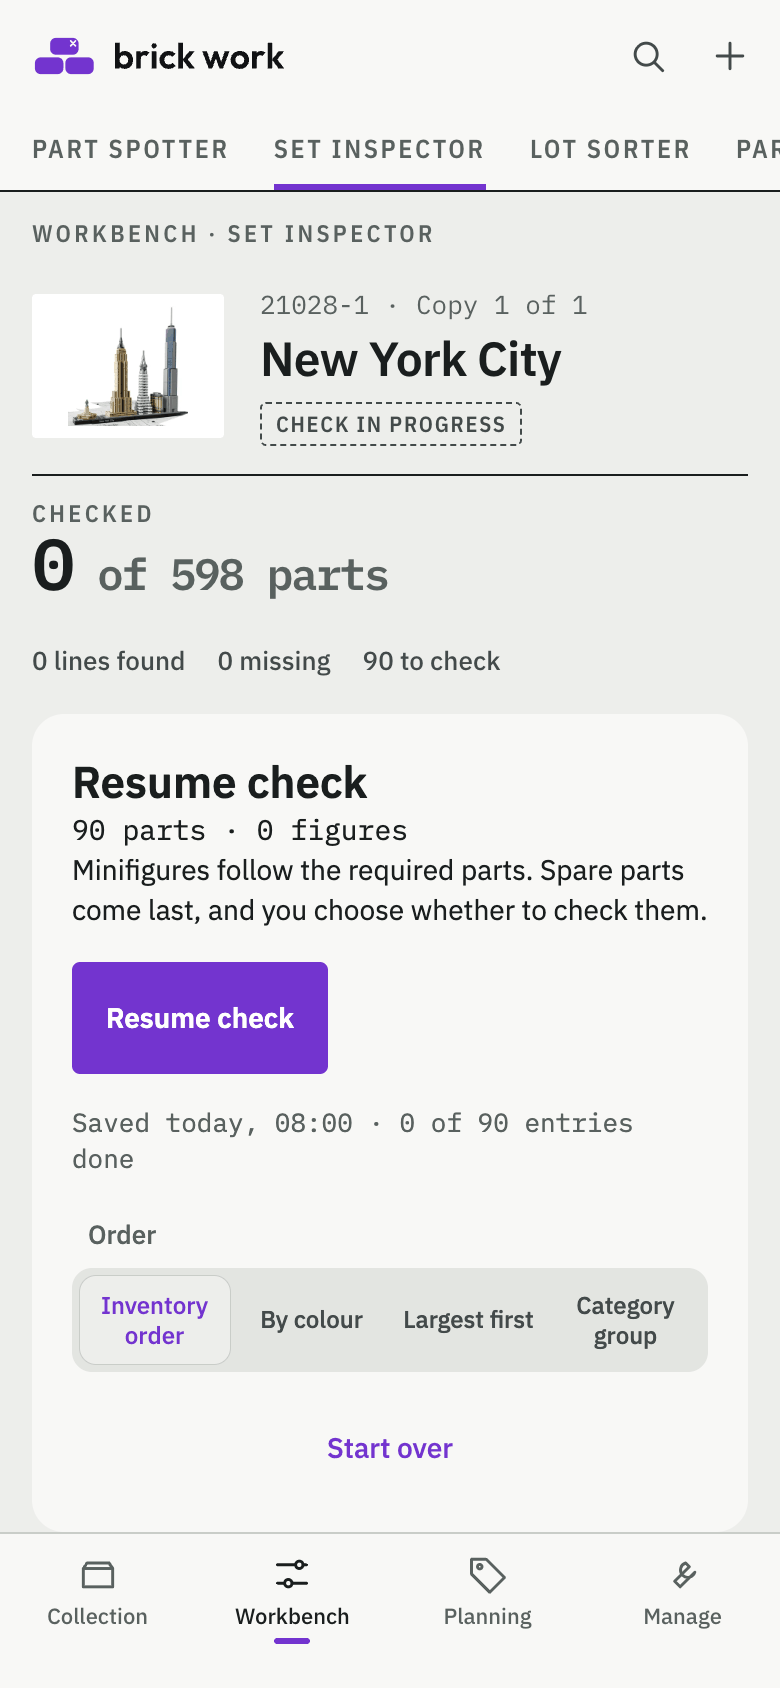 brick work
PART SPOTTER SET INSPECTOR LOT SORTER PAR
WORKBENCH · SET INSPECTOR
21028-1 · Copy 1 of 1
New York City
CHECK IN PROGRESS
CHECKED
0 of 598 parts
0 lines found 0 missing 90 to check
Resume check
90 parts · 0 figures
Minifigures follow the required parts. Spare parts
come last, and you choose whether to check them.
Resume check
Saved today, 08:00 · 0 of 90 entries
done
Order
Inventory
order
By colour
Largest first
Category
group
Start over
Collection Workbench Planning Manage